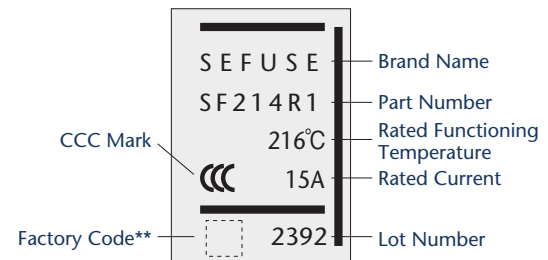 SEFUSE Brand Name
SF214R1 Part Number
216℃ Rated Functioning
Temperature
CCC Mark
15A Rated Current
Factory Code** 2392 Lot Number